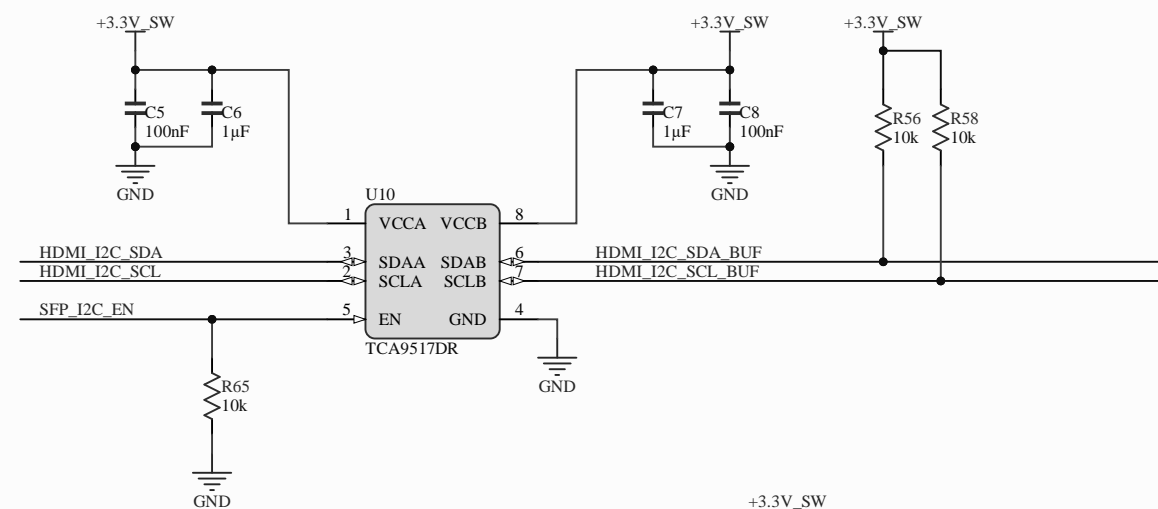 +3.3V_SW
+3.3V_SW
+3.3V_SW
C5
100nF
C6
1µF
C7
1µF
C8
100nF
R56
10k
R58
10k
GND
GND
U10
1
VCCA
VCCB
8
HDMI_I2C_SDA
3
SDAA
SDAB
6
HDMI_I2C_SDA_BUF
HDMI_I2C_SCL
2
SCLA
SCLB
7
HDMI_I2C_SCL_BUF
SFP_I2C_EN
5
EN
GND
4
TCA9517DR
GND
R65
10k
GND
+3.3V_SW